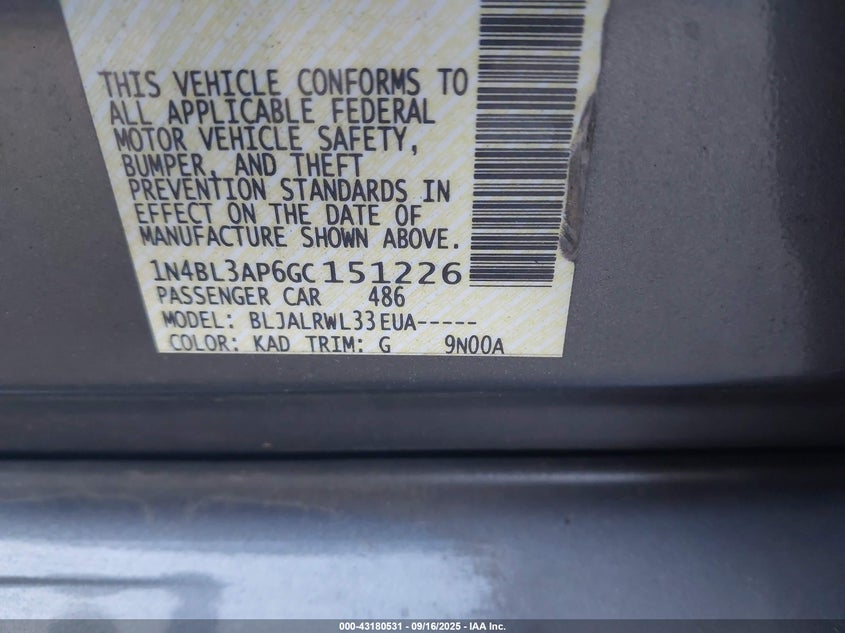 THIS VEHICLE CONFORMS TO
ALL APPLICABLE FEDERAL
MOTOR VEHICLE SAFETY,
BUMPER, AND THEFT
PREVENTION STANDARDS IN
EFFECT ON THE DATE OF
MANUFACTURE SHOWN ABOVE.
1N4BL3AP6GC151226
PASSENGER CAR 486
MODEL: BLJALRWL33EUA-----
COLOR: KAD TRIM: G 9N00A
000-43180531 - 09/16/2025 - IAA Inc.